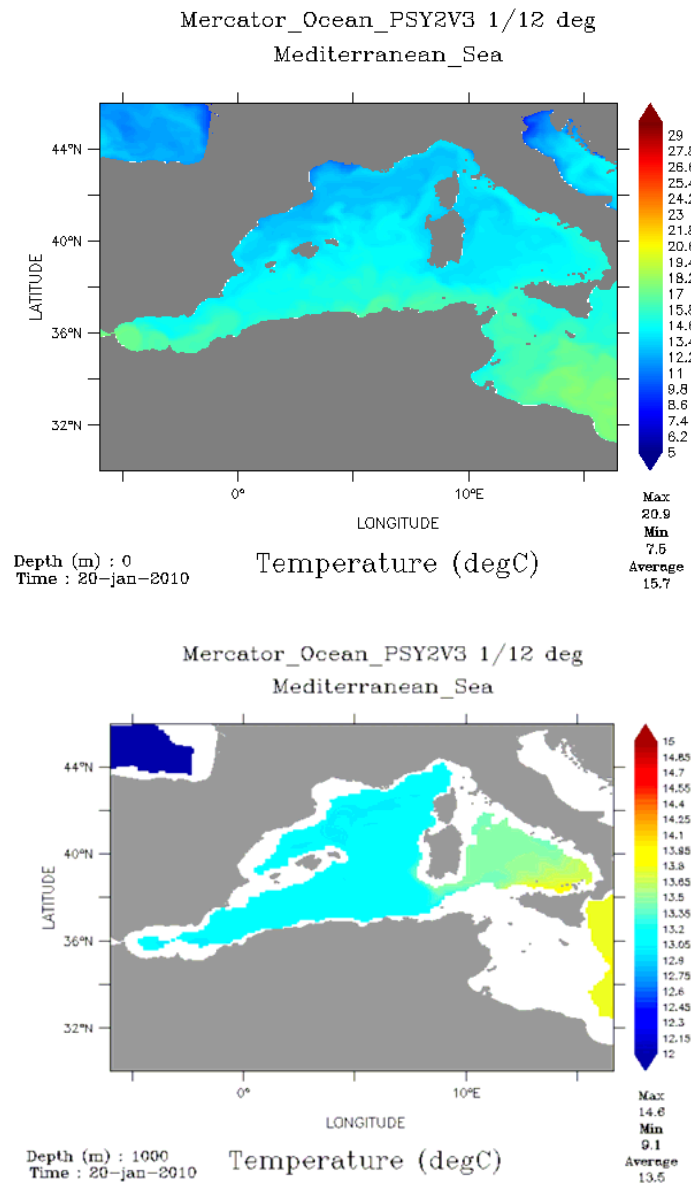 Mercator_Ocean_PSY2V3 1/12 deg
Mediterranean_Sea
29
27.8
26.6
25.4
24.2
23
21.8
20.6
19.4
18.2
17
15.8
14.6
13.4
12.2
11
9.8
8.6
7.4
6.2
5
44°N
40°N
36°N
32°N
LATITUDE
0°
10°E
LONGITUDE
Max
20.9
Min
7.5
Average
15.7
Depth (m) : 0
Time : 20-jan-2010
Temperature (degC)
Mercator_Ocean_PSY2V3 1/12 deg
Mediterranean_Sea
15
14.85
14.7
14.55
14.4
14.25
14.1
13.95
13.8
13.65
13.5
13.35
13.2
13.05
12.9
12.75
12.6
12.45
12.3
12.15
12
44°N
40°N
36°N
32°N
LATITUDE
0°
10°E
LONGITUDE
Max
14.6
Min
9.1
Average
13.5
Depth (m) : 1000
Time : 20-jan-2010
Temperature (degC)